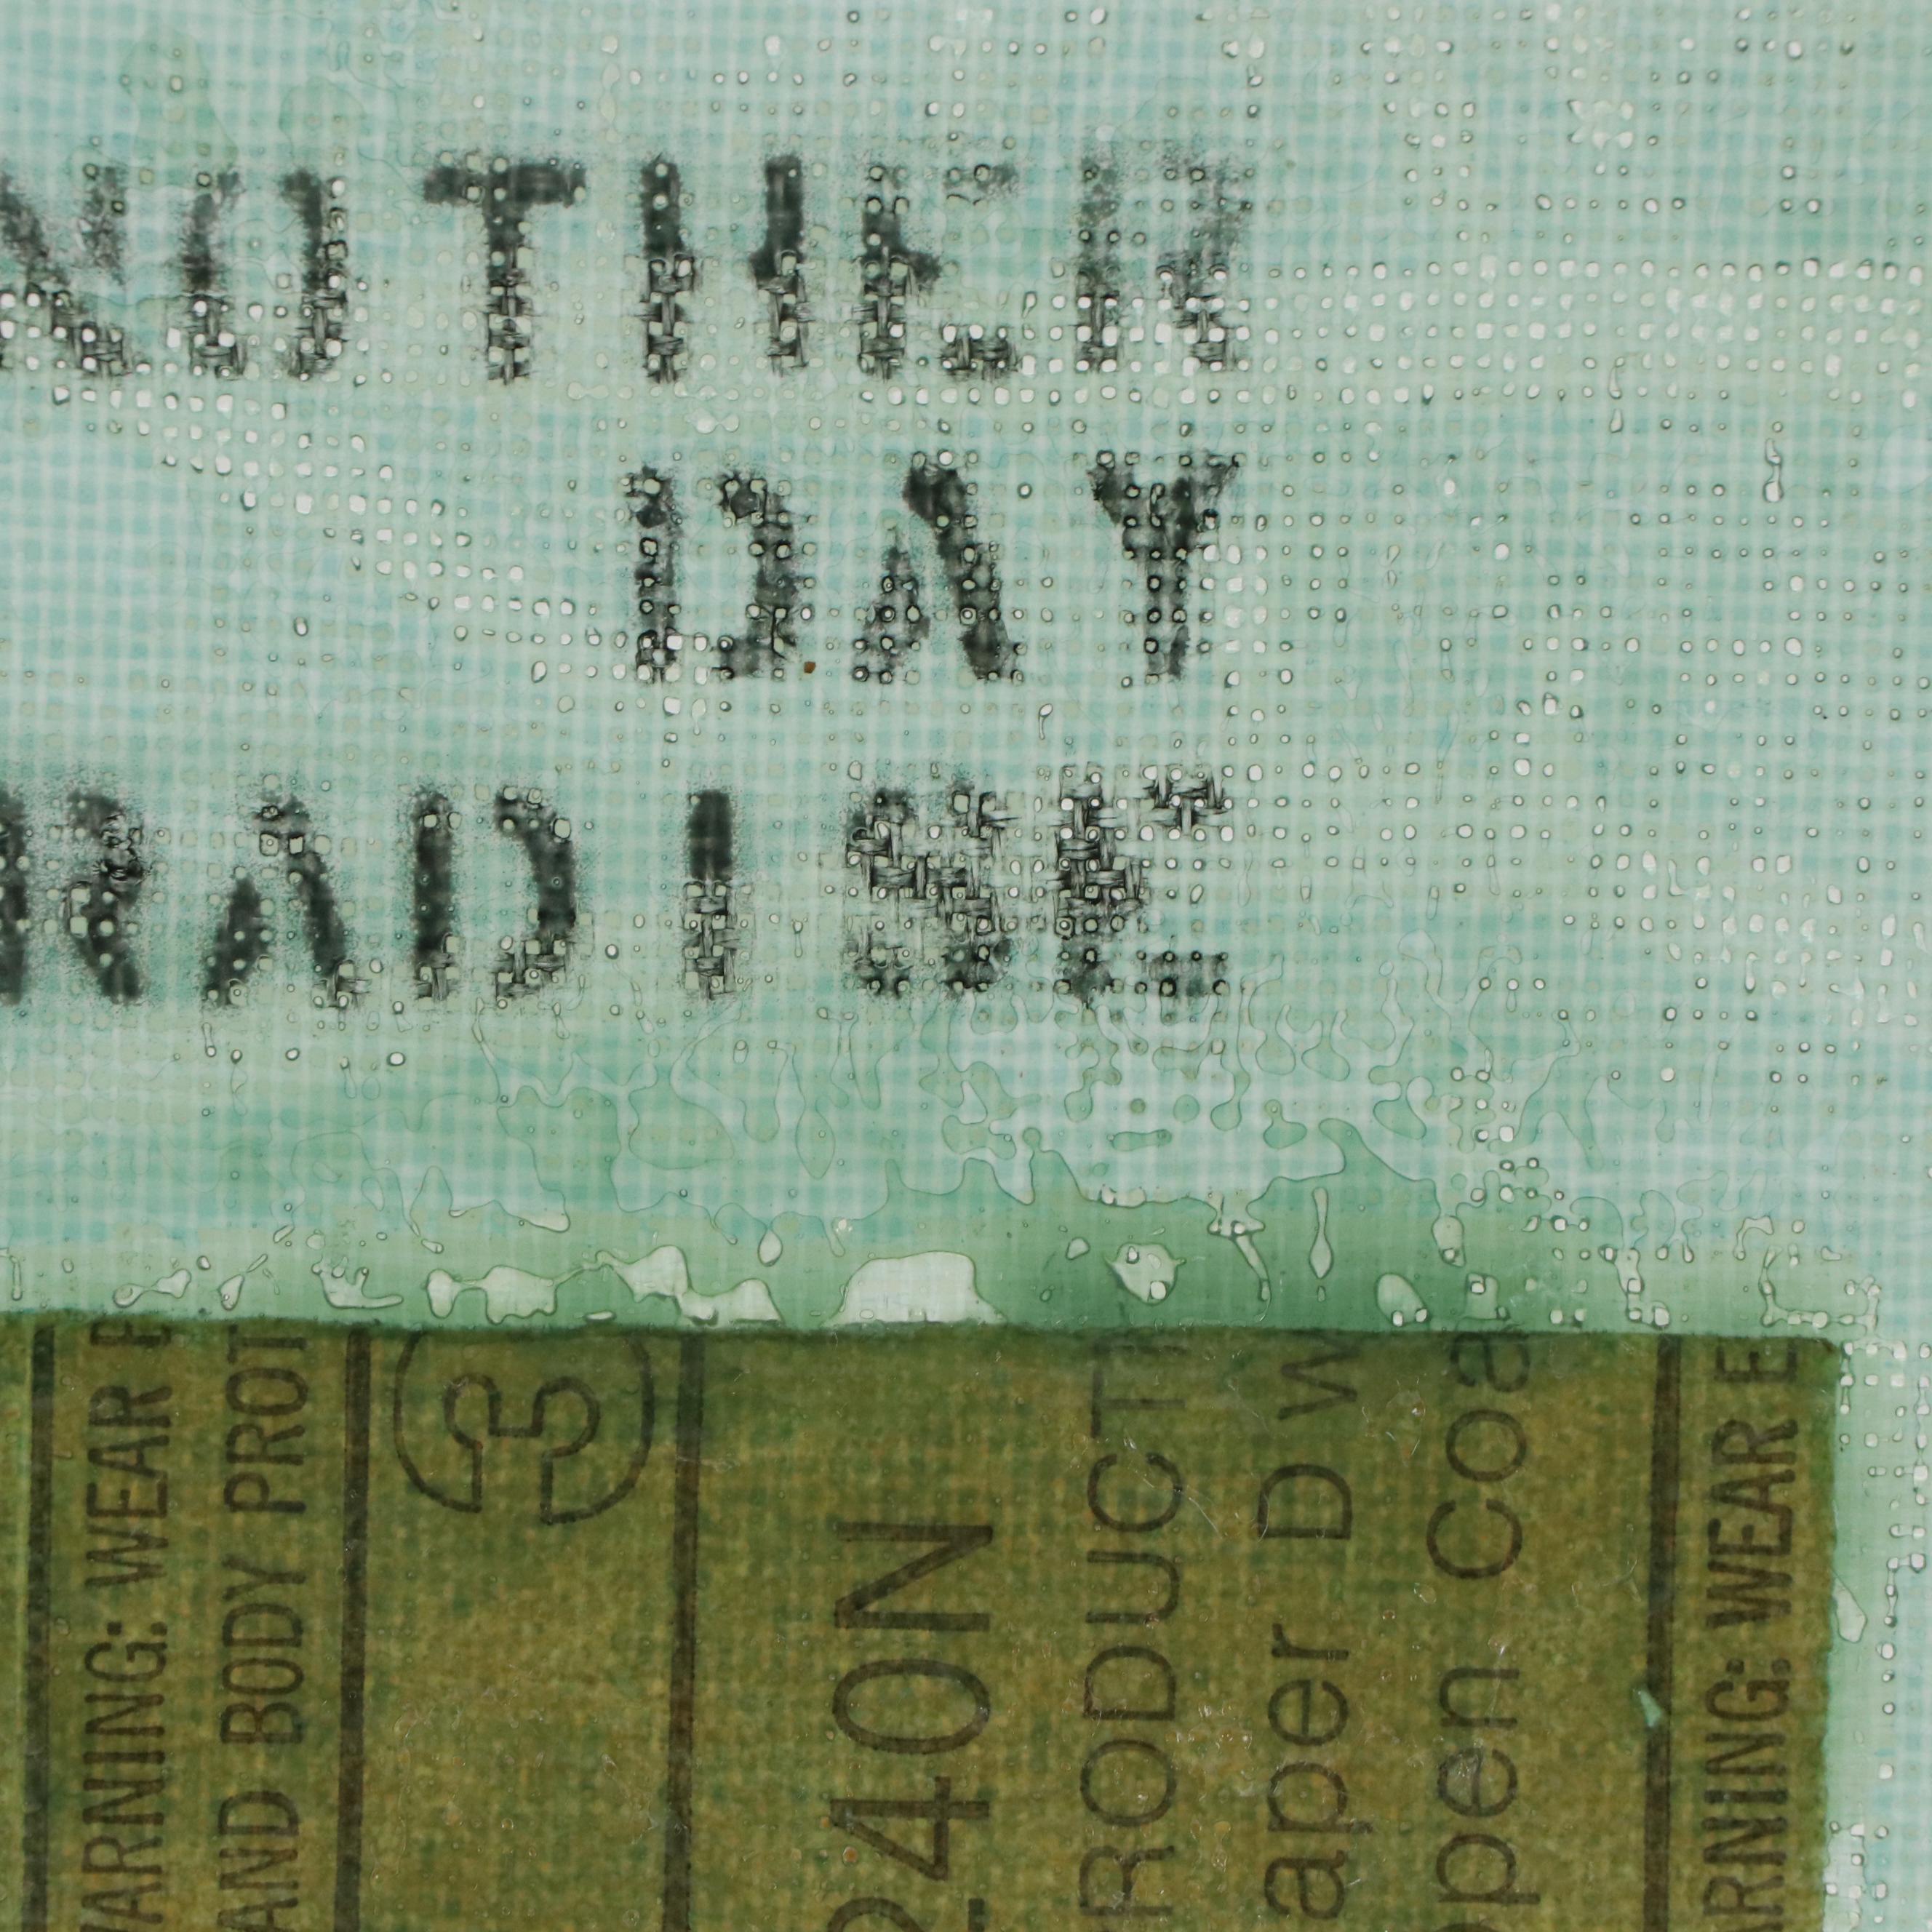 NOTHER
DAY
RADISE
WARNING: WEAR E
AND BODY PROT
3
240N
RODUCT
aper D w
pen Coa
RNING: WEAR E